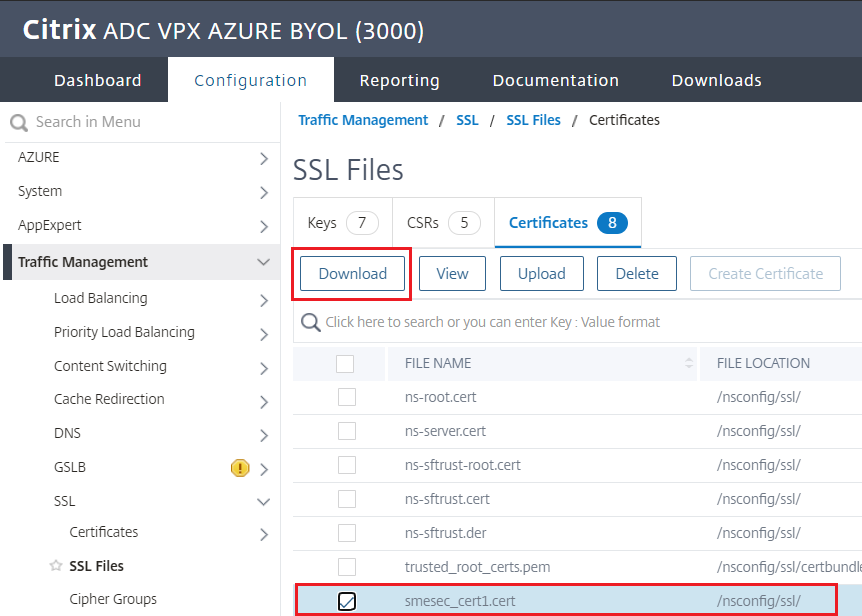 Citrix ADC VPX AZURE BYOL (3000)
Dashboard Configuration Reporting Documentation Downloads
Search in Menu
AZURE
System
AppExpert
Traffic Management
Load Balancing
Priority Load Balancing
Content Switching
Cache Redirection
DNS
GSLB
SSL
Certificates
SSL Files
Cipher Groups
Traffic Management / SSL / SSL Files / Certificates
SSL Files
Keys 7 CSRs 5 Certificates 8
Download View Upload Delete Create Certificate
Click here to search or you can enter Key : Value format
FILE NAME FILE LOCATION
ns-root.cert /nsconfig/ssl/
ns-server.cert /nsconfig/ssl/
ns-sftrust-root.cert /nsconfig/ssl/
ns-sftrust.cert /nsconfig/ssl/
ns-sftrust.der /nsconfig/ssl/
trusted_root_certs.pem /nsconfig/ssl/certbundle
smesec_cert1.cert /nsconfig/ssl/